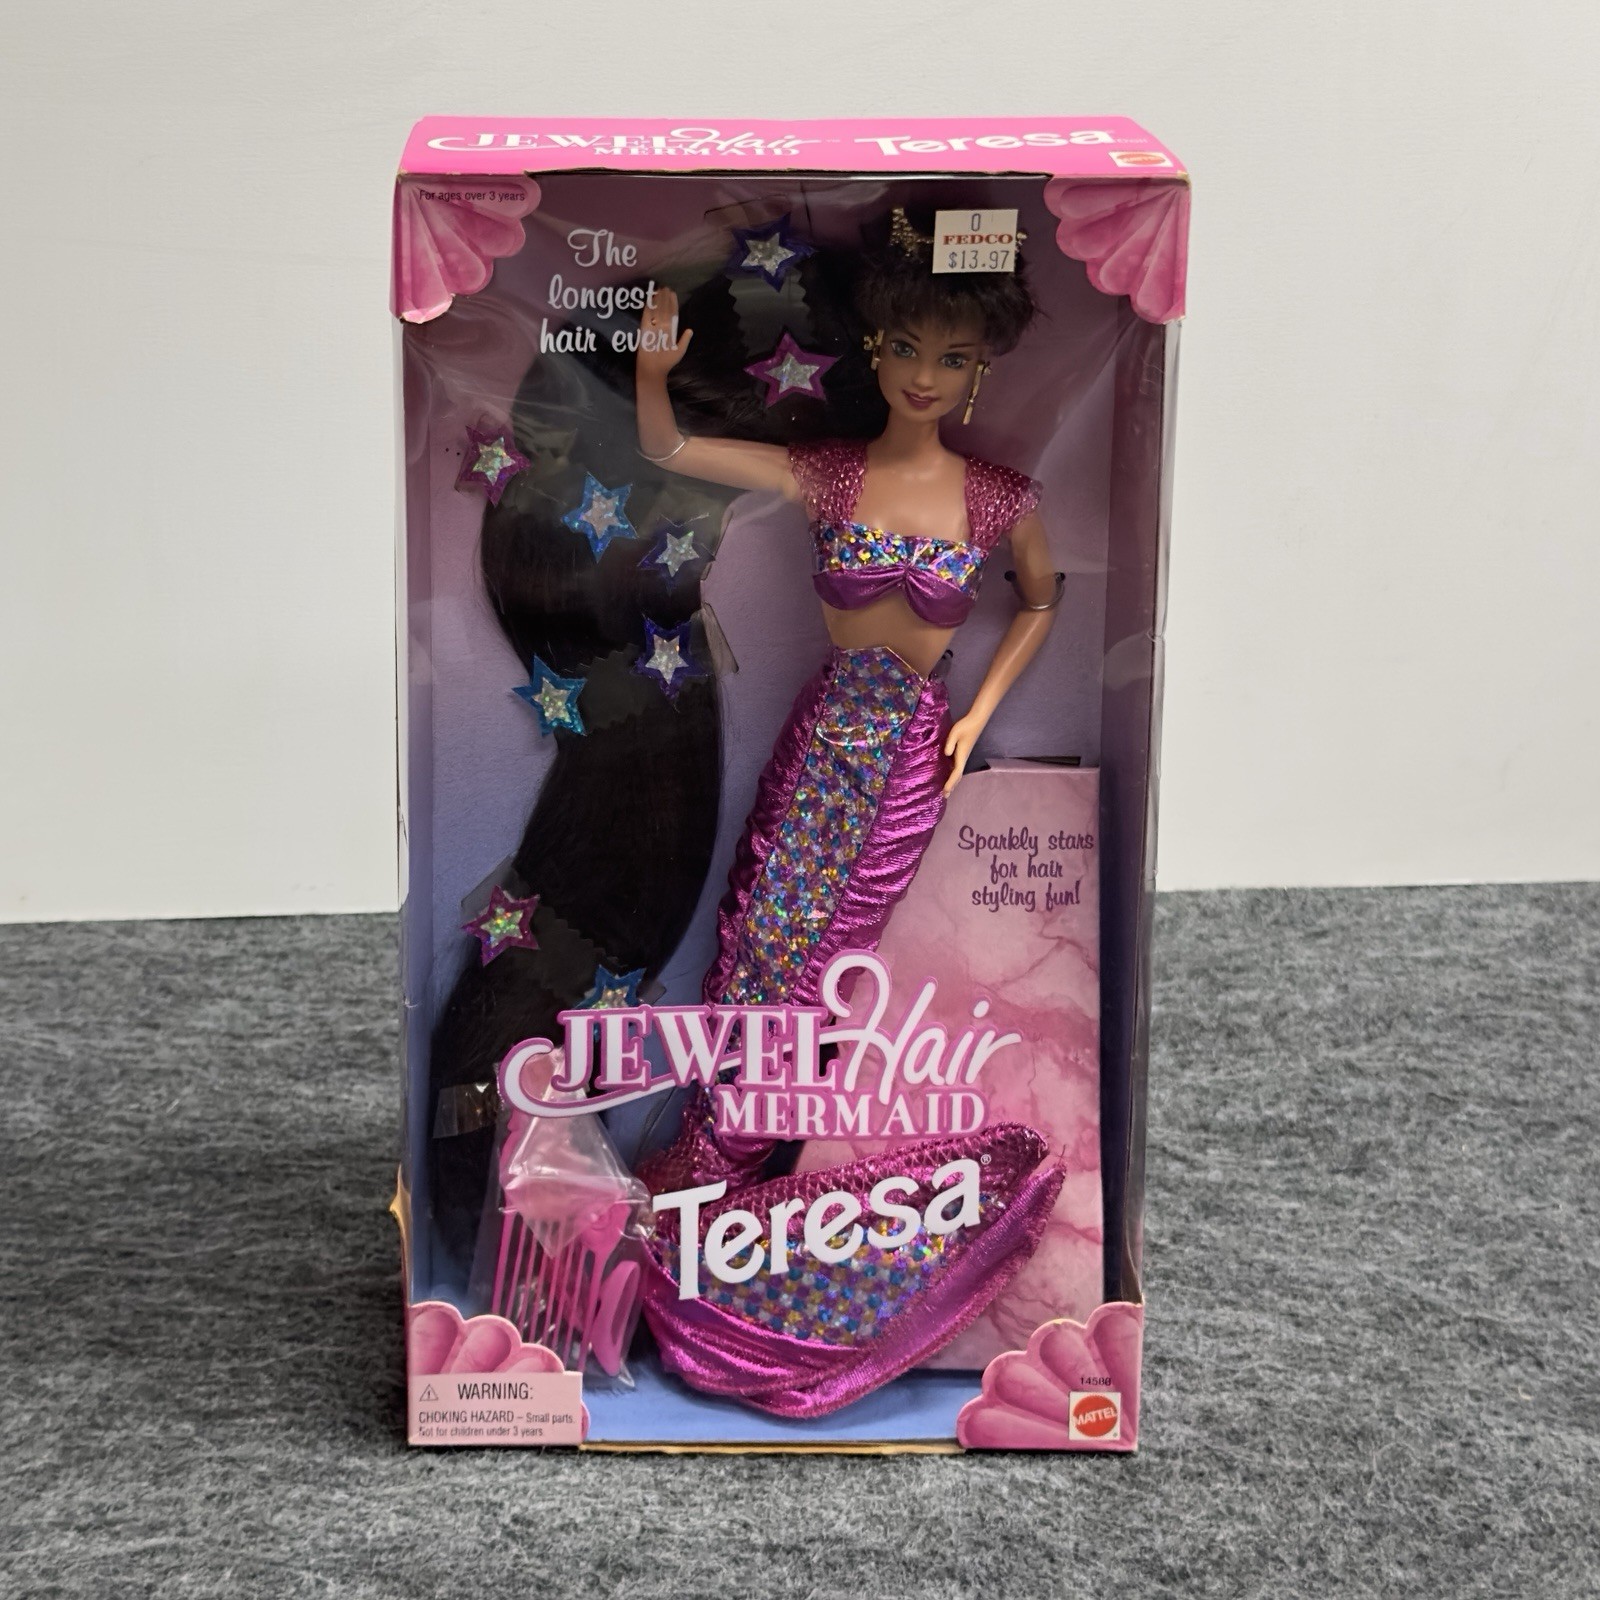 JEWEL Hair™ Teresa
MERMAID
MATTEL
For ages over 3 years
The
longest
hair ever!
0
FEDCO
$13.97
Sparkly stars
for hair
styling fun!
JEWEL Hair
MERMAID
Teresa®
⚠ WARNING:
CHOKING HAZARD – Small parts.
Not for children under 3 years.
14588
MATTEL